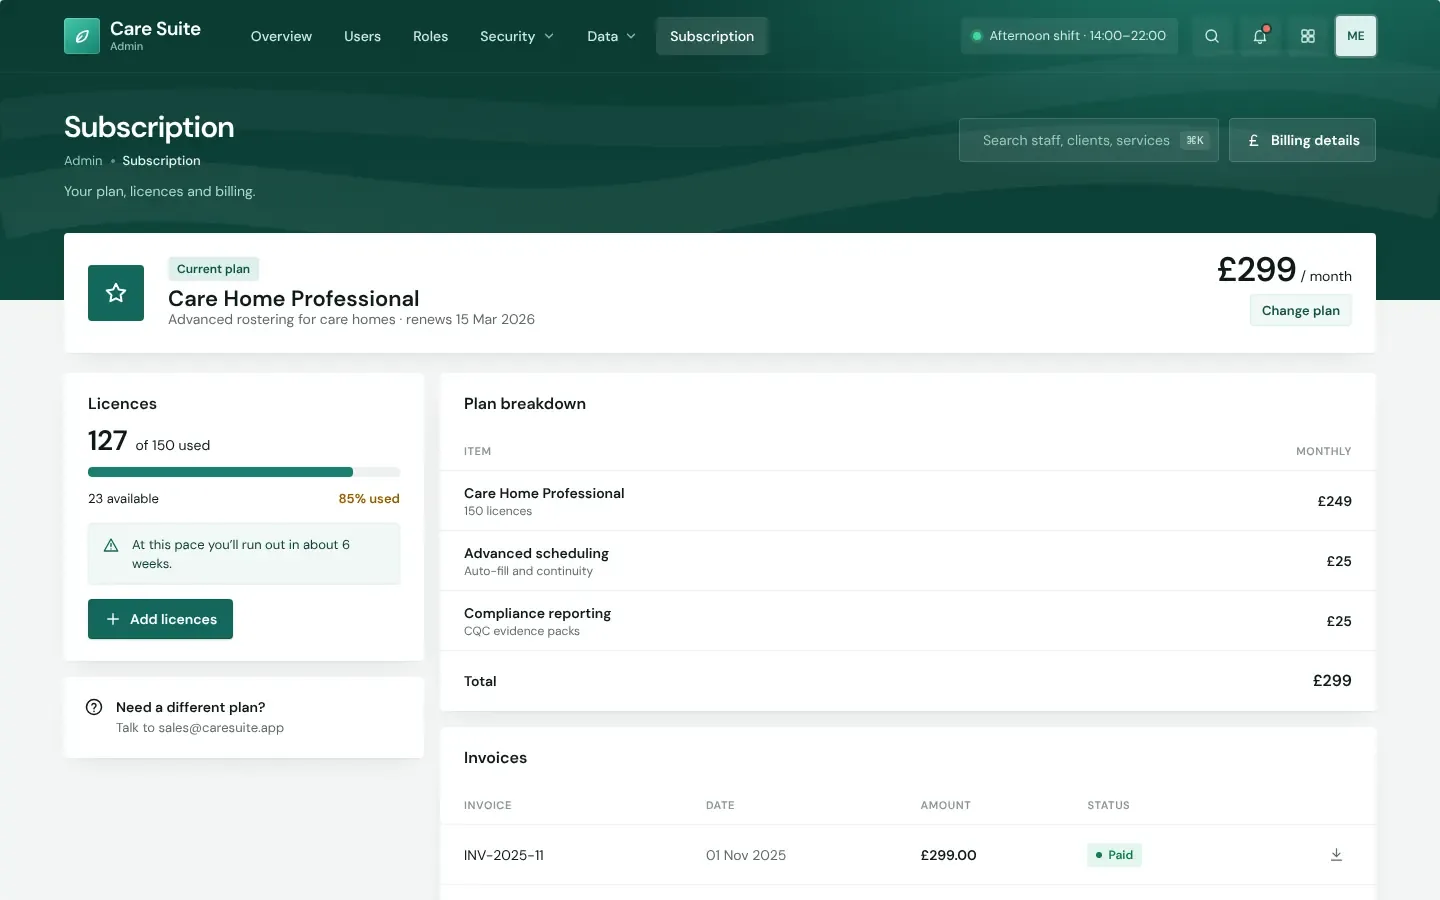 Care Suite
Admin
Overview
Users
Roles
Security
Data
Subscription
Afternoon shift · 14:00–22:00
ME
Subscription
Admin • Subscription
Your plan, licences and billing.
Search staff, clients, services ⌘K
£ Billing details
Current plan
Care Home Professional
Advanced rostering for care homes · renews 15 Mar 2026
£299 / month
Change plan
Licences
127 of 150 used
23 available
85% used
At this pace you’ll run out in about 6
weeks.
+ Add licences
Need a different plan?
Talk to sales@caresuite.app
Plan breakdown
ITEM
MONTHLY
Care Home Professional
150 licences
£249
Advanced scheduling
Auto-fill and continuity
£25
Compliance reporting
CQC evidence packs
£25
Total
£299
Invoices
INVOICE
DATE
AMOUNT
STATUS
INV-2025-11
01 Nov 2025
£299.00
Paid